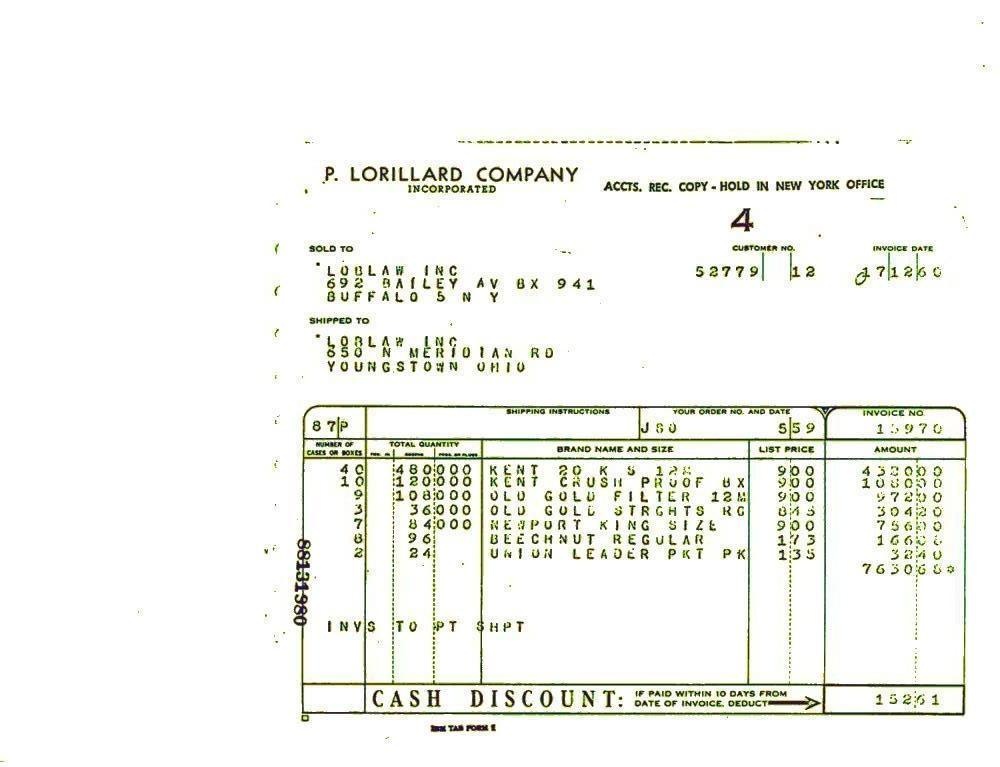 P. LORILLARD COMPANY
INCORPORATED
ACCTS. REC. COPY - HOLD IN NEW YORK OFFICE
4
SOLD TO
CUSTOMER NO.
INVOICE DATE
LOBLAW INC
52779 12
171260
692 BAILEY AV BX 941
BUFFALO 5 N Y
SHIPPED TO
LOBLAW INC
650 N MERIDIAN RD
YOUNGSTOWN OHIO
SHIPPING INSTRUCTIONS
YOUR ORDER NO. AND DATE
INVOICE NO.
87P
J80 559
15970
NUMBER OF CASES OR BOXES
TOTAL QUANTITY
BRAND NAME AND SIZE
LIST PRICE
AMOUNT
40 480000 KENT 20 K S 12M 900 432000
10 120000 KENT CRUSH PROOF BX 900 108000
9 108000 OLD GOLD FILTER 12M 900 97200
3 36000 OLD GOLD STRGHTS RG 845 30420
7 84000 NEWPORT KING SIZE 900 75600
8 96 BEECHNUT REGULAR 173 16608
2 24 UNION LEADER PKT PK 135 3240
763068*
88131980
INVS TO PT SHPT
CASH DISCOUNT: IF PAID WITHIN 10 DAYS FROM
DATE OF INVOICE, DEDUCT
15261
IBM TAB FORM E